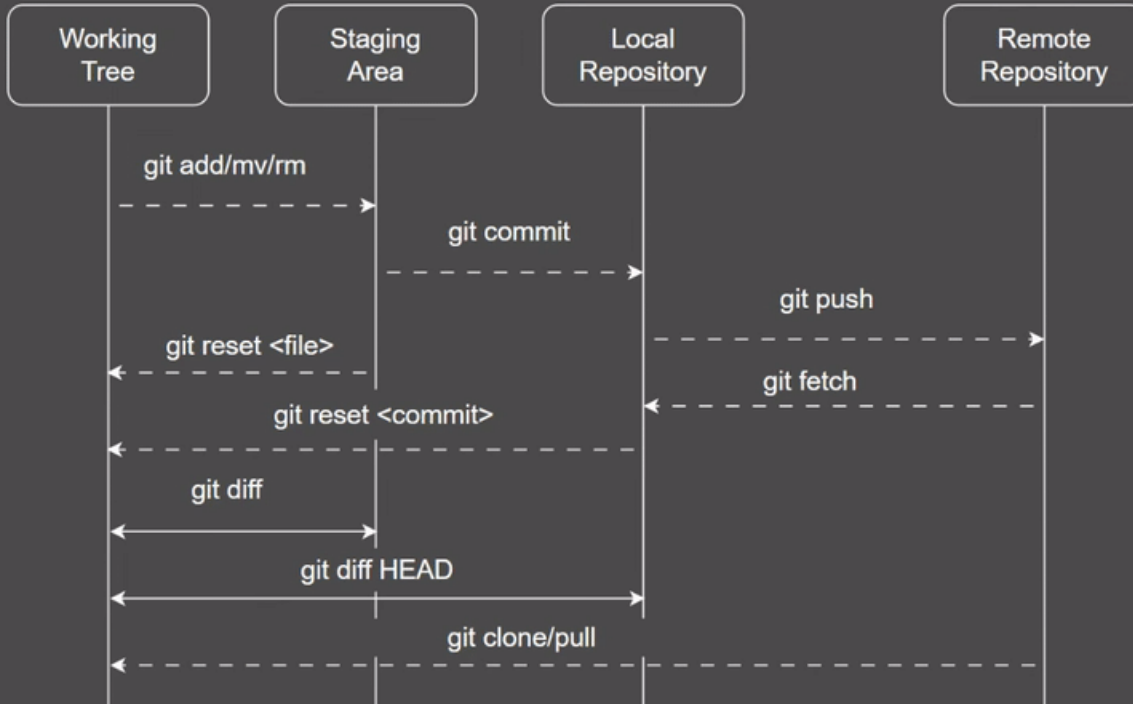 Working
Tree
Staging
Area
Local
Repository
Remote
Repository
git add/mv/rm
git commit
git push
git reset <file>
git fetch
git reset <commit>
git diff
git diff HEAD
git clone/pull